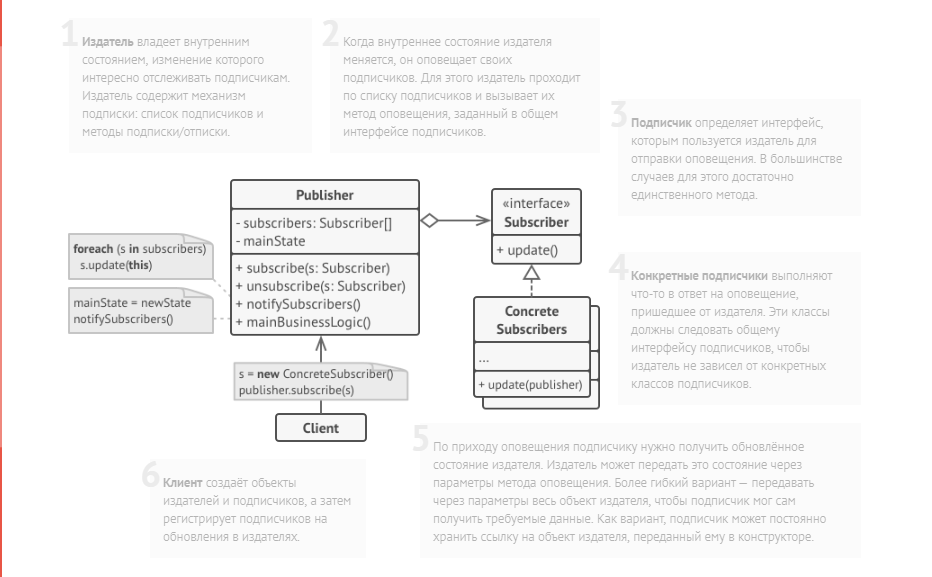 1
Издатель владеет внутренним
состоянием, изменение которого
интересно отслеживать подписчикам.
Издатель содержит механизм
подписки: список подписчиков и
методы подписки/отписки.
2
Когда внутреннее состояние издателя
меняется, он оповещает своих
подписчиков. Для этого издатель проходит
по списку подписчиков и вызывает их
метод оповещения, заданный в общем
интерфейсе подписчиков.
3
Подписчик определяет интерфейс,
которым пользуется издатель для
отправки оповещения. В большинстве
случаев для этого достаточно
единственного метода.
Publisher
- subscribers: Subscriber[]
- mainState
+ subscribe(s: Subscriber)
+ unsubscribe(s: Subscriber)
+ notifySubscribers()
+ mainBusinessLogic()
«interface»
Subscriber
+ update()
foreach (s in subscribers)
s.update(this)
mainState = newState
notifySubscribers()
4
Конкретные подписчики выполняют
что-то в ответ на оповещение,
пришедшее от издателя. Эти классы
должны следовать общему
интерфейсу подписчиков, чтобы
издатель не зависел от конкретных
классов подписчиков.
Concrete
Subscribers
...
+ update(publisher)
s = new ConcreteSubscriber()
publisher.subscribe(s)
Client
5
По приходу оповещения подписчику нужно получить обновлённое
состояние издателя. Издатель может передать это состояние через
параметры метода оповещения. Более гибкий вариант — передавать
через параметры весь объект издателя, чтобы подписчик мог сам
получить требуемые данные. Как вариант, подписчик может постоянно
хранить ссылку на объект издателя, переданный ему в конструкторе.
6
Клиент создаёт объекты
издателей и подписчиков, а затем
регистрирует подписчиков на
обновления в издателях.